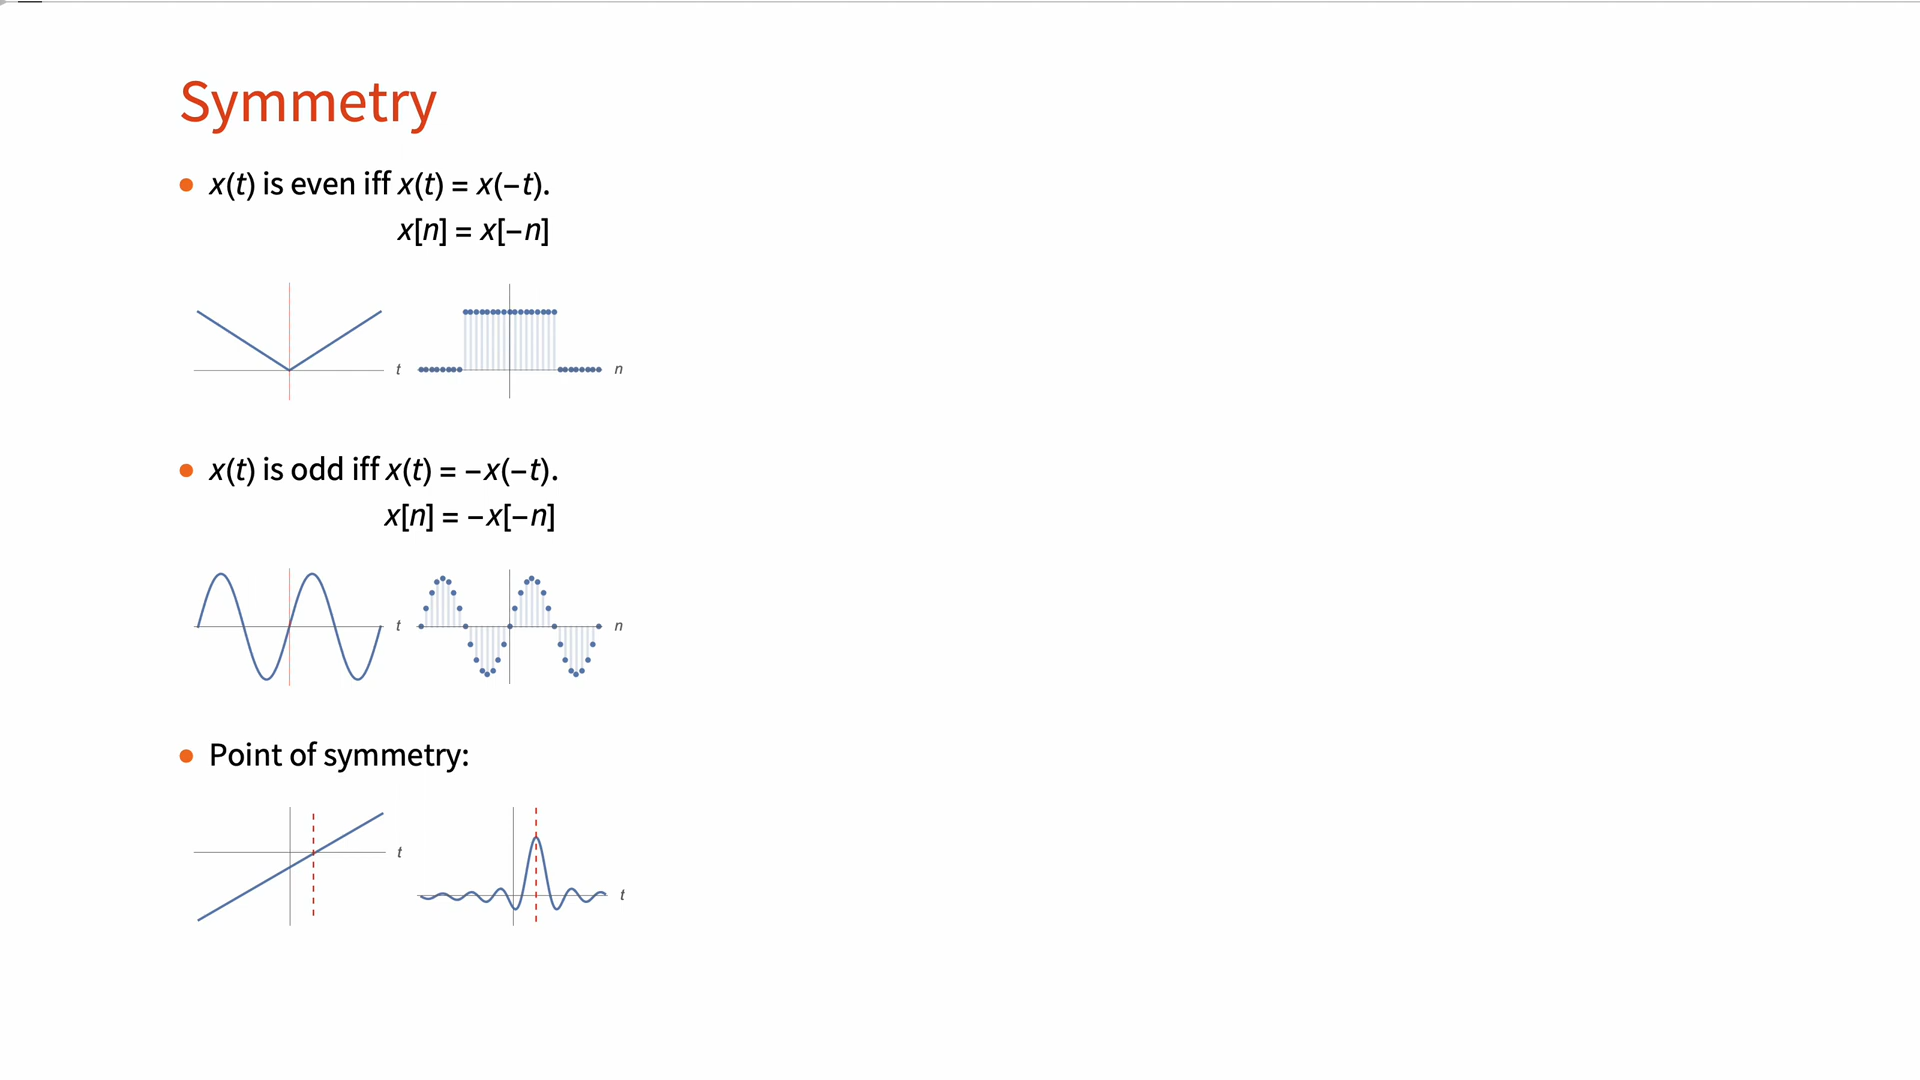 Symmetry
x(t) is even iff x(t) = x(−t).
x[n] = x[−n]
t
n
x(t) is odd iff x(t) = −x(−t).
x[n] = −x[−n]
t
n
Point of symmetry:
t
t